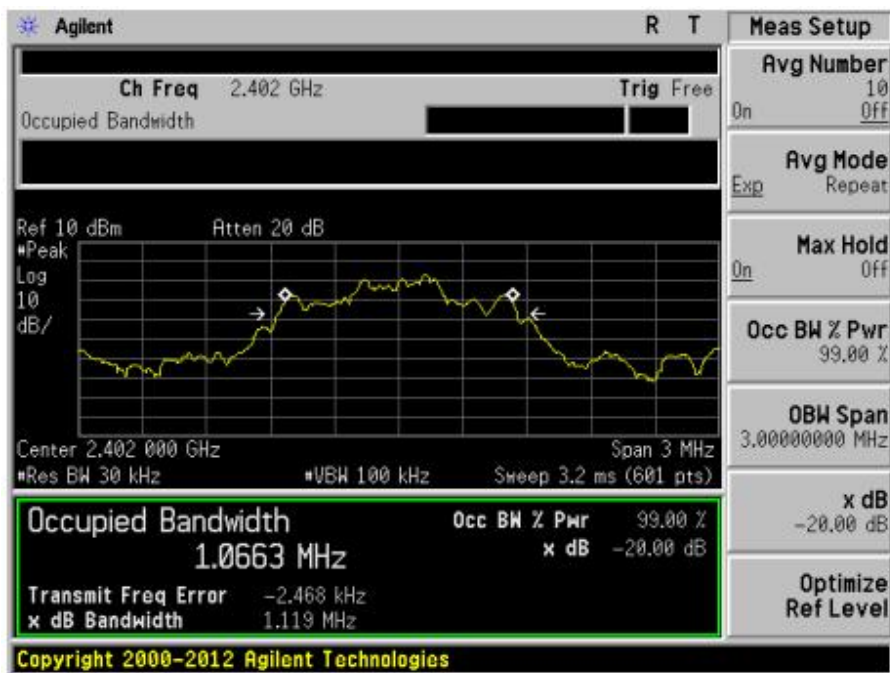 Agilent R T
Ch Freq 2.402 GHz Trig Free
Occupied Bandwidth
Ref 10 dBm Atten 20 dB
#Peak
Log
10
dB/
Center 2.402 000 GHz Span 3 MHz
#Res BW 30 kHz #VBW 100 kHz Sweep 3.2 ms (601 pts)
Occupied Bandwidth
1.0663 MHz
Occ BW % Pwr 99.00 %
x dB -20.00 dB
Transmit Freq Error -2.468 kHz
x dB Bandwidth 1.119 MHz
Copyright 2000-2012 Agilent Technologies
Meas Setup
Avg Number
10
On Off
Avg Mode
Exp Repeat
Max Hold
On Off
Occ BW % Pwr
99.00 %
OBW Span
3.00000000 MHz
x dB
-20.00 dB
Optimize
Ref Level